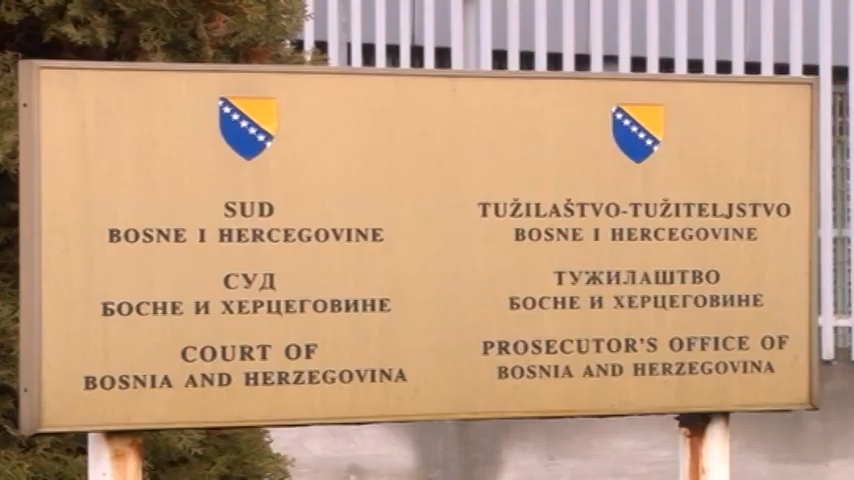 SUD
BOSNE I HERCEGOVINE
СУД
БОСНЕ И ХЕРЦЕГОВИНЕ
COURT OF
BOSNIA AND HERZEGOVINA
TUŽILAŠTVO-TUŽITELJSTVO
BOSNE I HERCEGOVINE
ТУЖИЛАШТВО
БОСНЕ И ХЕРЦЕГОВИНЕ
PROSECUTOR'S OFFICE OF
BOSNIA AND HERZEGOVINA